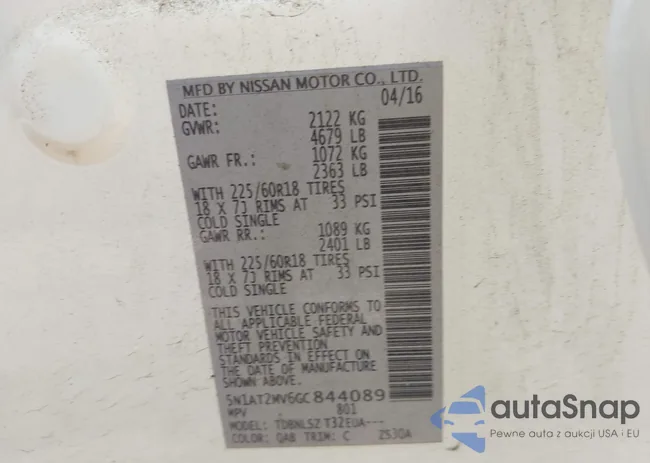 MFD BY NISSAN MOTOR CO., LTD.
DATE: 04/16
GVWR: 2122 KG
4679 LB
GAWR FR.: 1072 KG
2363 LB
WITH 225/60R18 TIRES
18 X 7J RIMS AT 33 PSI
COLD SINGLE
GAWR RR.: 1089 KG
2401 LB
WITH 225/60R18 TIRES
18 X 7J RIMS AT 33 PSI
COLD SINGLE
THIS VEHICLE CONFORMS TO
ALL APPLICABLE FEDERAL
MOTOR VEHICLE SAFETY AND
THEFT PREVENTION
STANDARDS IN EFFECT ON
THE DATE OF MANUFACTURE
SHOWN ABOVE.
5N1AT2MV6GC844089
MPV 801
MODEL: TDBNLSZ T32EUA---
COLOR: QAB TRIM: C ZS30A
autoSnap
Pewne auta z aukcji USA i EU